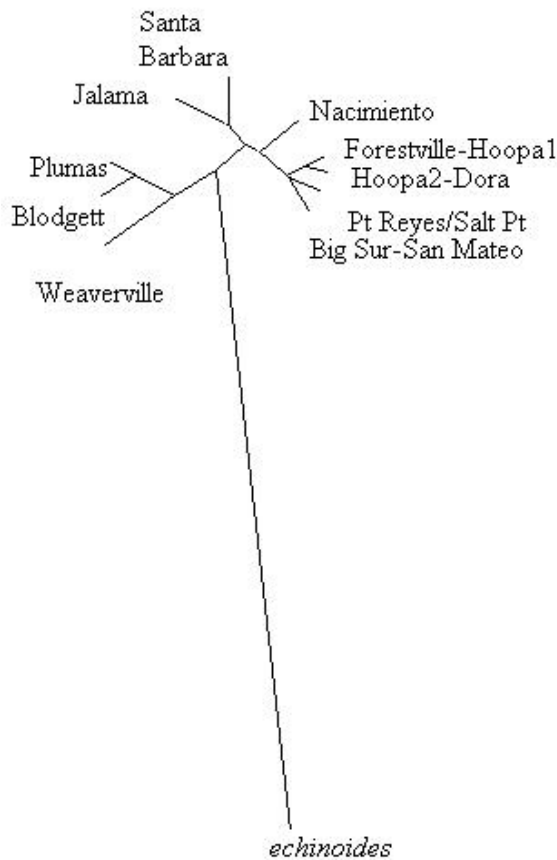 Santa
Barbara
Jalama
Nacimiento
Forestville-Hoopa1
Plumas
Hoopa2-Dora
Blodgett
Pt Reyes/Salt Pt
Big Sur-San Mateo
Weaverville
echinoides